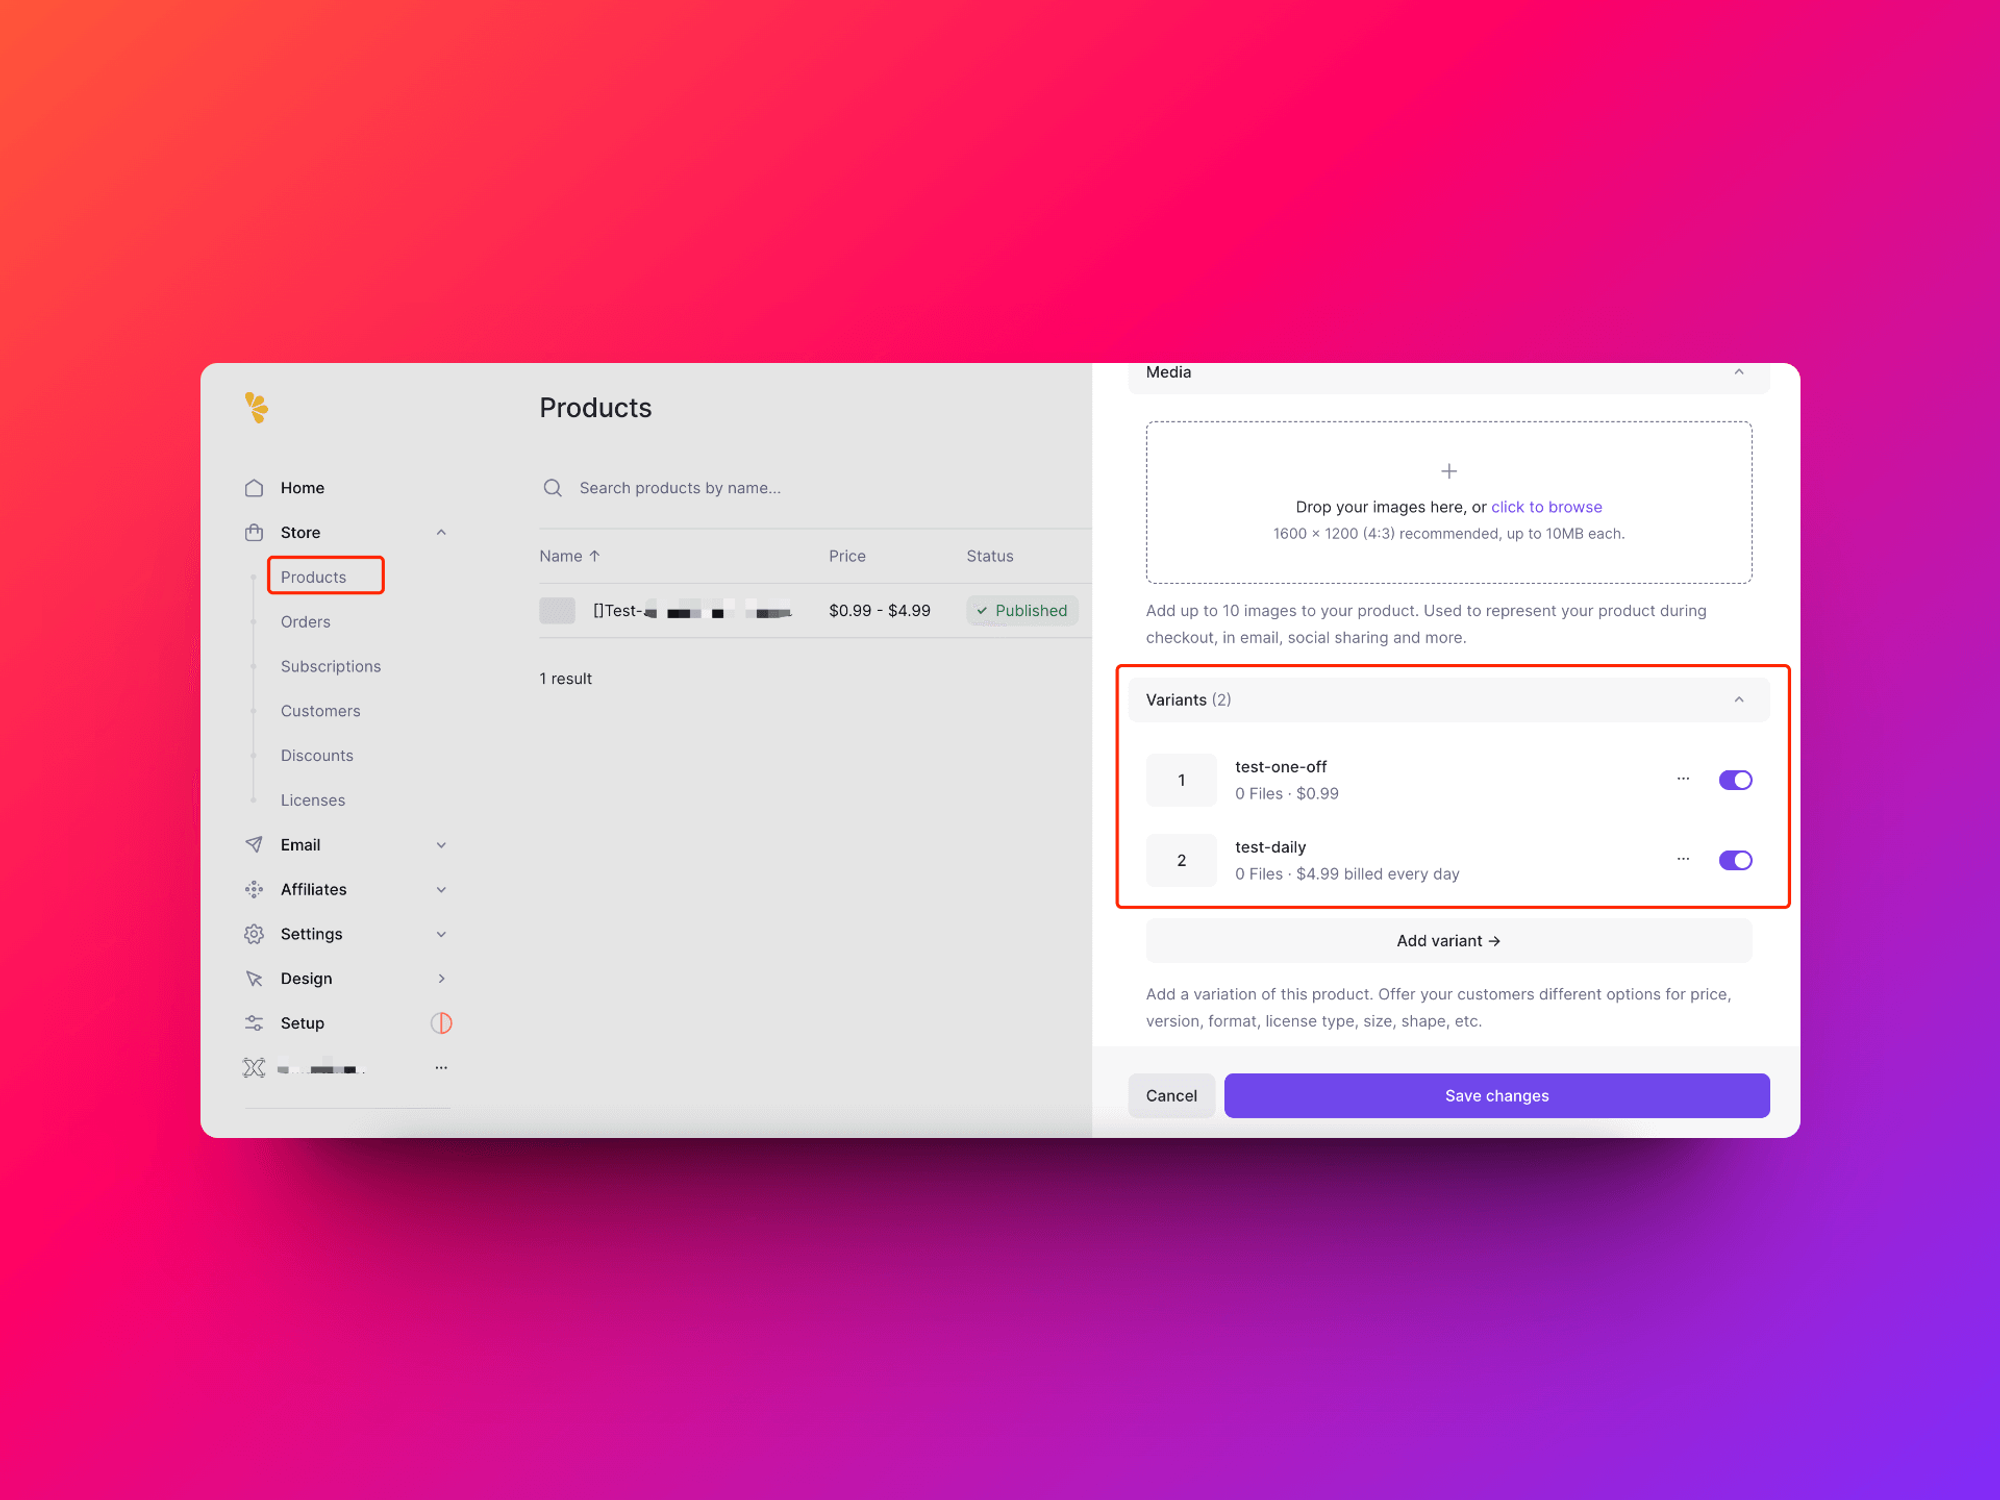 Products
Home
Store
Products
Orders
Subscriptions
Customers
Discounts
Licenses
Email
Affiliates
Settings
Design
Setup
Search products by name...
Name ↑ Price Status
[]Test- $0.99 - $4.99 Published
1 result
Media
Drop your images here, or click to browse
1600 × 1200 (4:3) recommended, up to 10MB each.
Add up to 10 images to your product. Used to represent your product during
checkout, in email, social sharing and more.
Variants (2)
1
test-one-off
0 Files · $0.99
2
test-daily
0 Files · $4.99 billed every day
Add variant →
Add a variation of this product. Offer your customers different options for price,
version, format, license type, size, shape, etc.
Cancel
Save changes